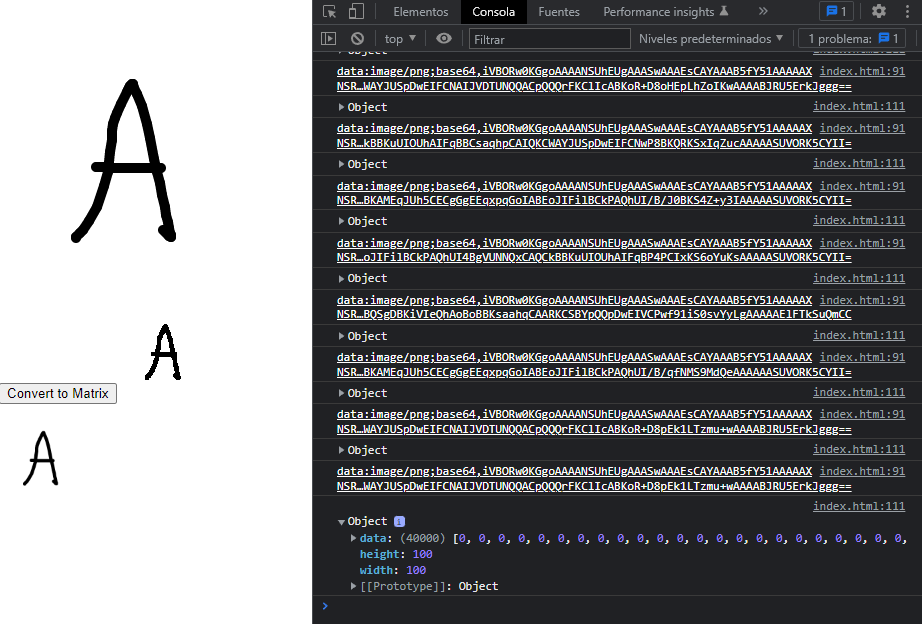 A
A
Convert to Matrix
A
Elementos Consola Fuentes Performance insights » 1
top Filtrar Niveles predeterminados 1 problema: 1
Object
data:image/png;base64,iVBORw0KGgoAAAANSUhEUgAAASwAAAEsCAYAAAB5fY51AAAAAX index.html:91
NSR…WAYJUSpDwEIFCNAIJVDTUNQQACpQQQrFKClIcABKoR+D8oHEpLhZoIKwAAAABJRU5ErkJggg==
Object index.html:111
data:image/png;base64,iVBORw0KGgoAAAANSUhEUgAAASwAAAEsCAYAAAB5fY51AAAAAX index.html:91
NSR…kBBKuUIOUhAIFqBBCsaqhpCAIQKCWAYJUSpDwEIFCNwP8BKQRKSxIqZucAAAAASUVORK5CYII=
Object index.html:111
data:image/png;base64,iVBORw0KGgoAAAANSUhEUgAAASwAAAEsCAYAAAB5fY51AAAAAX index.html:91
NSR…BKAMEqJUh5CECgGgEEqxpqGoIABEoJIFilBCkPAQhUI/B/J0BKS4Z+y3IAAAAASUVORK5CYII=
Object index.html:111
data:image/png;base64,iVBORw0KGgoAAAANSUhEUgAAASwAAAEsCAYAAAB5fY51AAAAAX index.html:91
NSR…oJIFilBCkPAQhUI4BgVUNNQxCAQCkBBKuUIOUhAIFqBP4PCIxKS6oYuKsAAAAASUVORK5CYII=
Object index.html:111
data:image/png;base64,iVBORw0KGgoAAAANSUhEUgAAASwAAAEsCAYAAAB5fY51AAAAAX index.html:91
NSR…BQSgDBKiVIeQhAoBoBBKsaahqCAARKCSBYpQQpDwEIVCPwf91iS0svYyLgAAAAAElFTkSuQmCC
Object index.html:111
data:image/png;base64,iVBORw0KGgoAAAANSUhEUgAAASwAAAEsCAYAAAB5fY51AAAAAX index.html:91
NSR…BKAMEqJUh5CECgGgEEqxpqGoIABEoJIFilBCkPAQhUI/B/qfNMS9MdQeAAAAASUVORK5CYII=
Object index.html:111
data:image/png;base64,iVBORw0KGgoAAAANSUhEUgAAASwAAAEsCAYAAAB5fY51AAAAAX index.html:91
NSR…WAYJUSpDwEIFCNAIJVDTUNQQACpQQQrFKClIcABKoR+D8pEk1LTzmu+wAAAABJRU5ErkJggg==
Object index.html:111
data:image/png;base64,iVBORw0KGgoAAAANSUhEUgAAASwAAAEsCAYAAAB5fY51AAAAAX index.html:91
NSR…WAYJUSpDwEIFCNAIJVDTUNQQACpQQQrFKClIcABKoR+D8pEk1LTzmu+wAAAABJRU5ErkJggg==
index.html:111
Object i
data: (40000) [0, 0, 0, 0, 0, 0, 0, 0, 0, 0, 0, 0, 0, 0, 0, 0, 0, 0, 0, 0, 0, 0, 0,
height: 100
width: 100
[[Prototype]]: Object